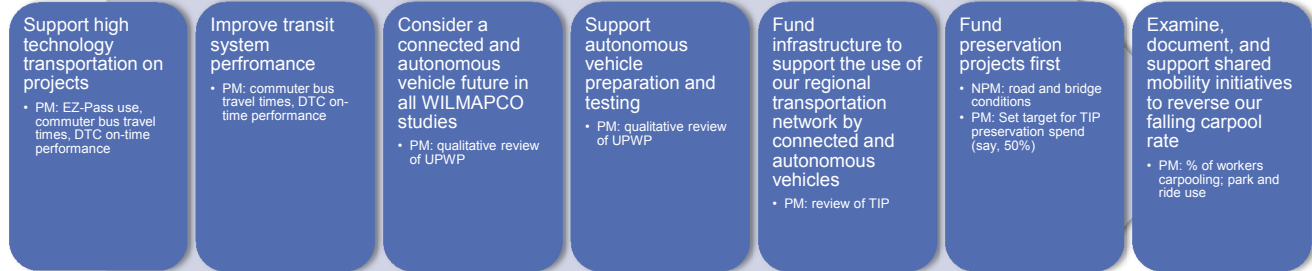 Support high
technology
transportation on
projects
• PM: EZ-Pass use,
commuter bus travel
times, DTC on-time
performance
Improve transit
system
perfromance
• PM: commuter bus
travel times, DTC on-
time performance
Consider a
connected and
autonomous
vehicle future in
all WILMAPCO
studies
• PM: qualitative review
of UPWP
Support
autonomous
vehicle
preparation and
testing
• PM: qualitative review
of UPWP
Fund
infrastructure to
support the use of
our regional
transportation
network by
connected and
autonomous
vehicles
• PM: review of TIP
Fund
preservation
projects first
• NPM: road and bridge
conditions
• PM: Set target for TIP
preservation spend
(say, 50%)
Examine,
document, and
support shared
mobility initiatives
to reverse our
falling carpool
rate
• PM: % of workers
carpooling; park and
ride use